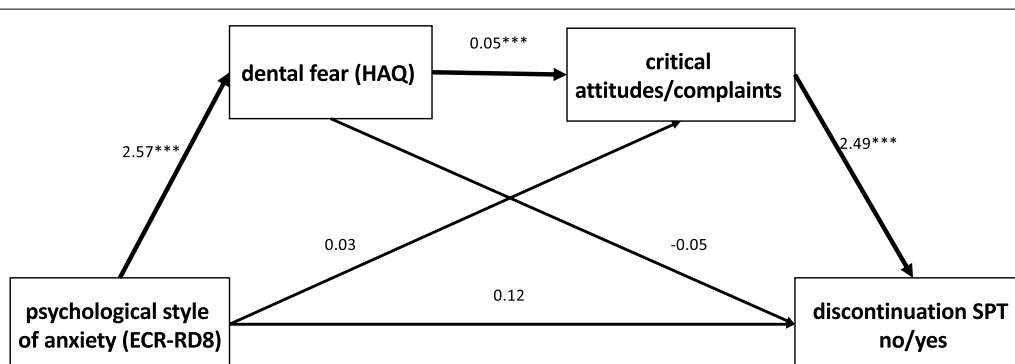 0.05***
dental fear (HAQ)
critical
attitudes/complaints
2.57***
2.49***
0.03
-0.05
0.12
psychological style
of anxiety (ECR-RD8)
discontinuation SPT
no/yes